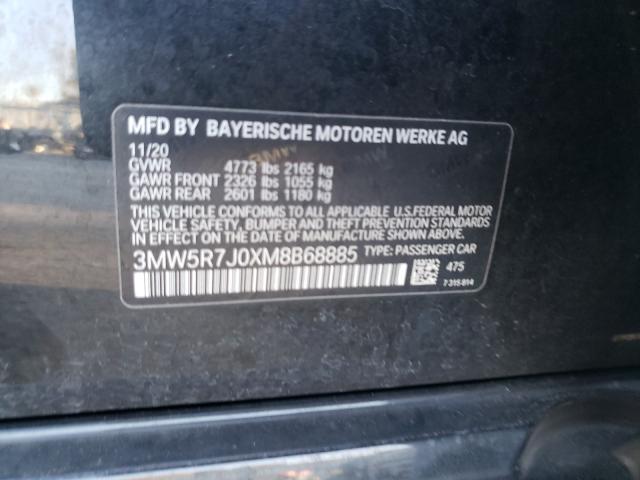 MFD BY BAYERISCHE MOTOREN WERKE AG
11/20
GVWR 4773 lbs 2165 kg
GAWR FRONT 2326 lbs 1055 kg
GAWR REAR 2601 lbs 1180 kg
THIS VEHICLE CONFORMS TO ALL APPLICABLE U.S.FEDERAL MOTOR
VEHICLE SAFETY, BUMPER AND THEFT PREVENTION STANDARDS
IN EFFECT ON THE DATE OF MANUFACTURE SHOWN ABOVE.
3MW5R7J0XM8B68885 TYPE: PASSENGER CAR
475
7 315 814